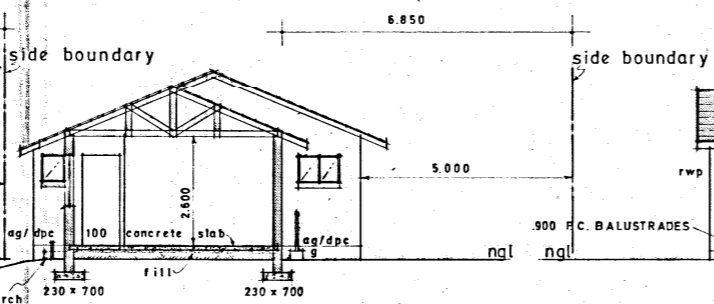 6.850
side boundary
side boundary
5.000
rwp
2.600
.900 P.C. BALUSTRADES
ag/dpc
100 concrete slab
ag/dpc
g
ngl
ngl
fill
230 x 700
230 x 700
rch